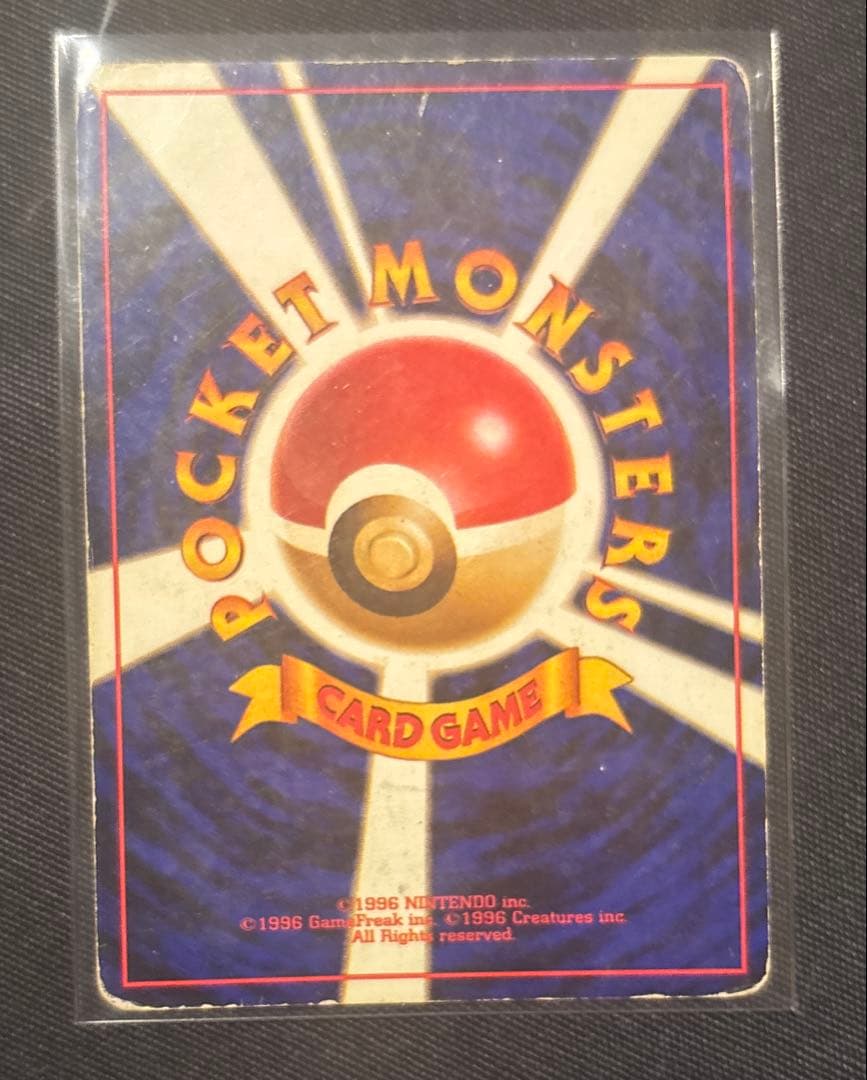 POCKET MONSTERS
CARD GAME
©1996 NINTENDO inc.
©1996 GameFreak inc. ©1996 Creatures inc.
All Rights reserved.